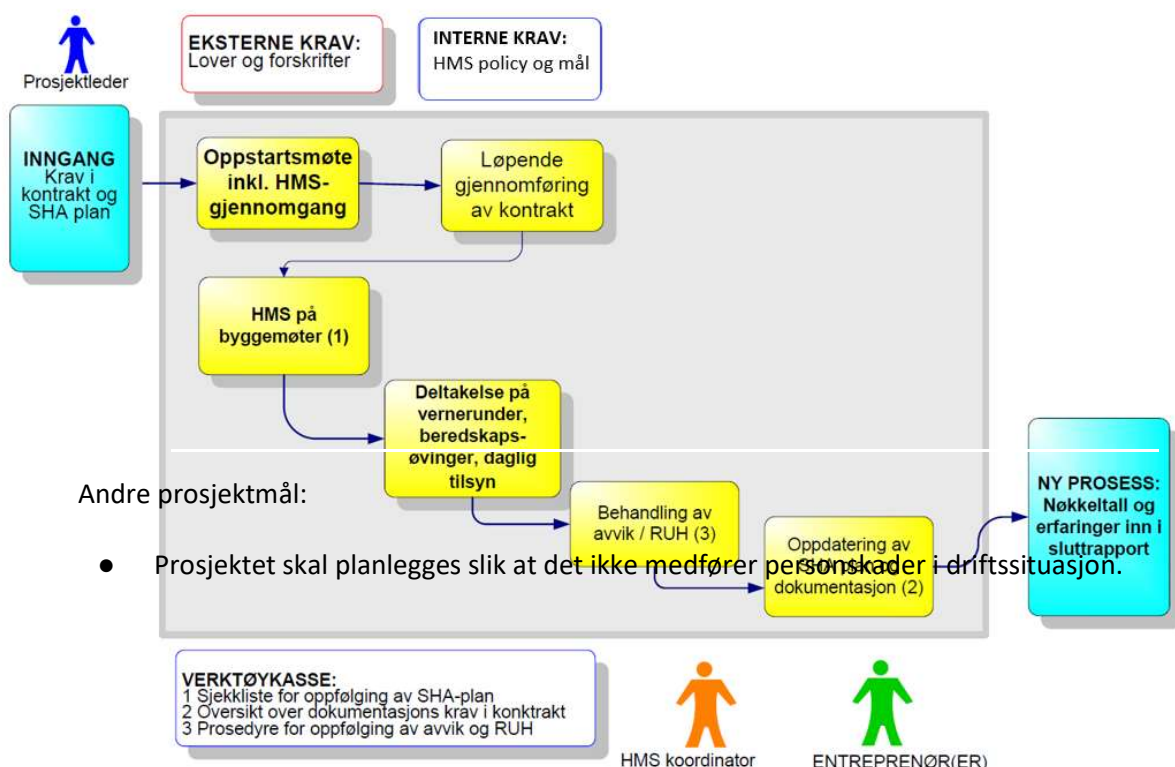 Prosjektleder
EKSTERNE KRAV:
Lover og forskrifter
INTERNE KRAV:
HMS policy og mål
INNGANG
Krav i
kontrakt og
SHA plan
Oppstartsmøte
inkl. HMS-
gjennomgang
Løpende
gjennomføring
av kontrakt
HMS på
byggemøter (1)
Deltakelse på
vernerunder,
beredskaps-
øvinger, daglig
tilsyn
Andre prosjektmål:
Behandling av
avvik / RUH (3)
● Prosjektet skal planlegges slik at det ikke medfører personskader i driftssituasjon.
Oppdatering av
SHA plan og
dokumentasjon (2)
NY PROSESS:
Nøkkeltall og
erfaringer inn i
sluttrapport
VERKTØYKASSE:
1 Sjekkliste for oppfølging av SHA-plan
2 Oversikt over dokumentasjons krav i konktrakt
3 Prosedyre for oppfølging av avvik og RUH
HMS koordinator
ENTREPRENØR(ER)